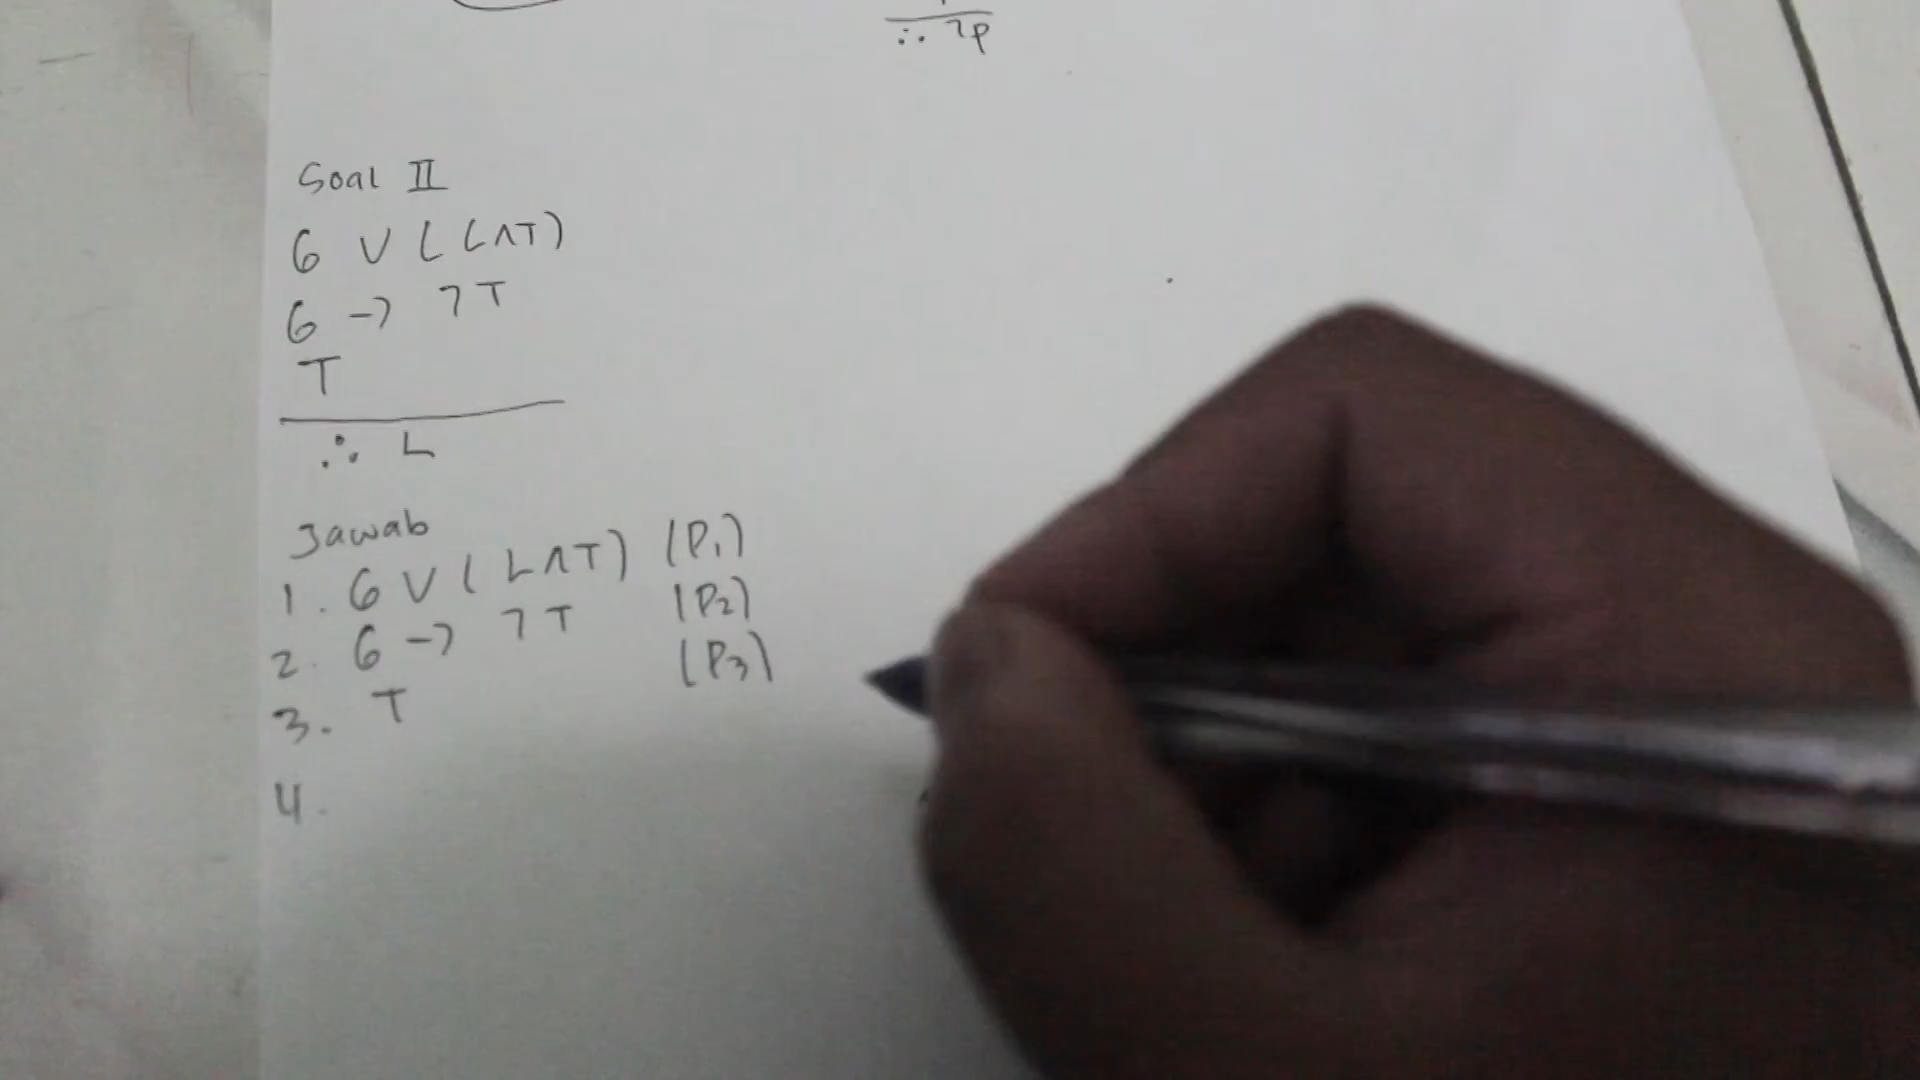 ∴ ¬p
Soal II
G ∨ (L∧T)
G → ¬T
T
∴ L
Jawab
1. G ∨ (L∧T) (P1)
2. G → ¬T (P2)
3. T (P3)
4.